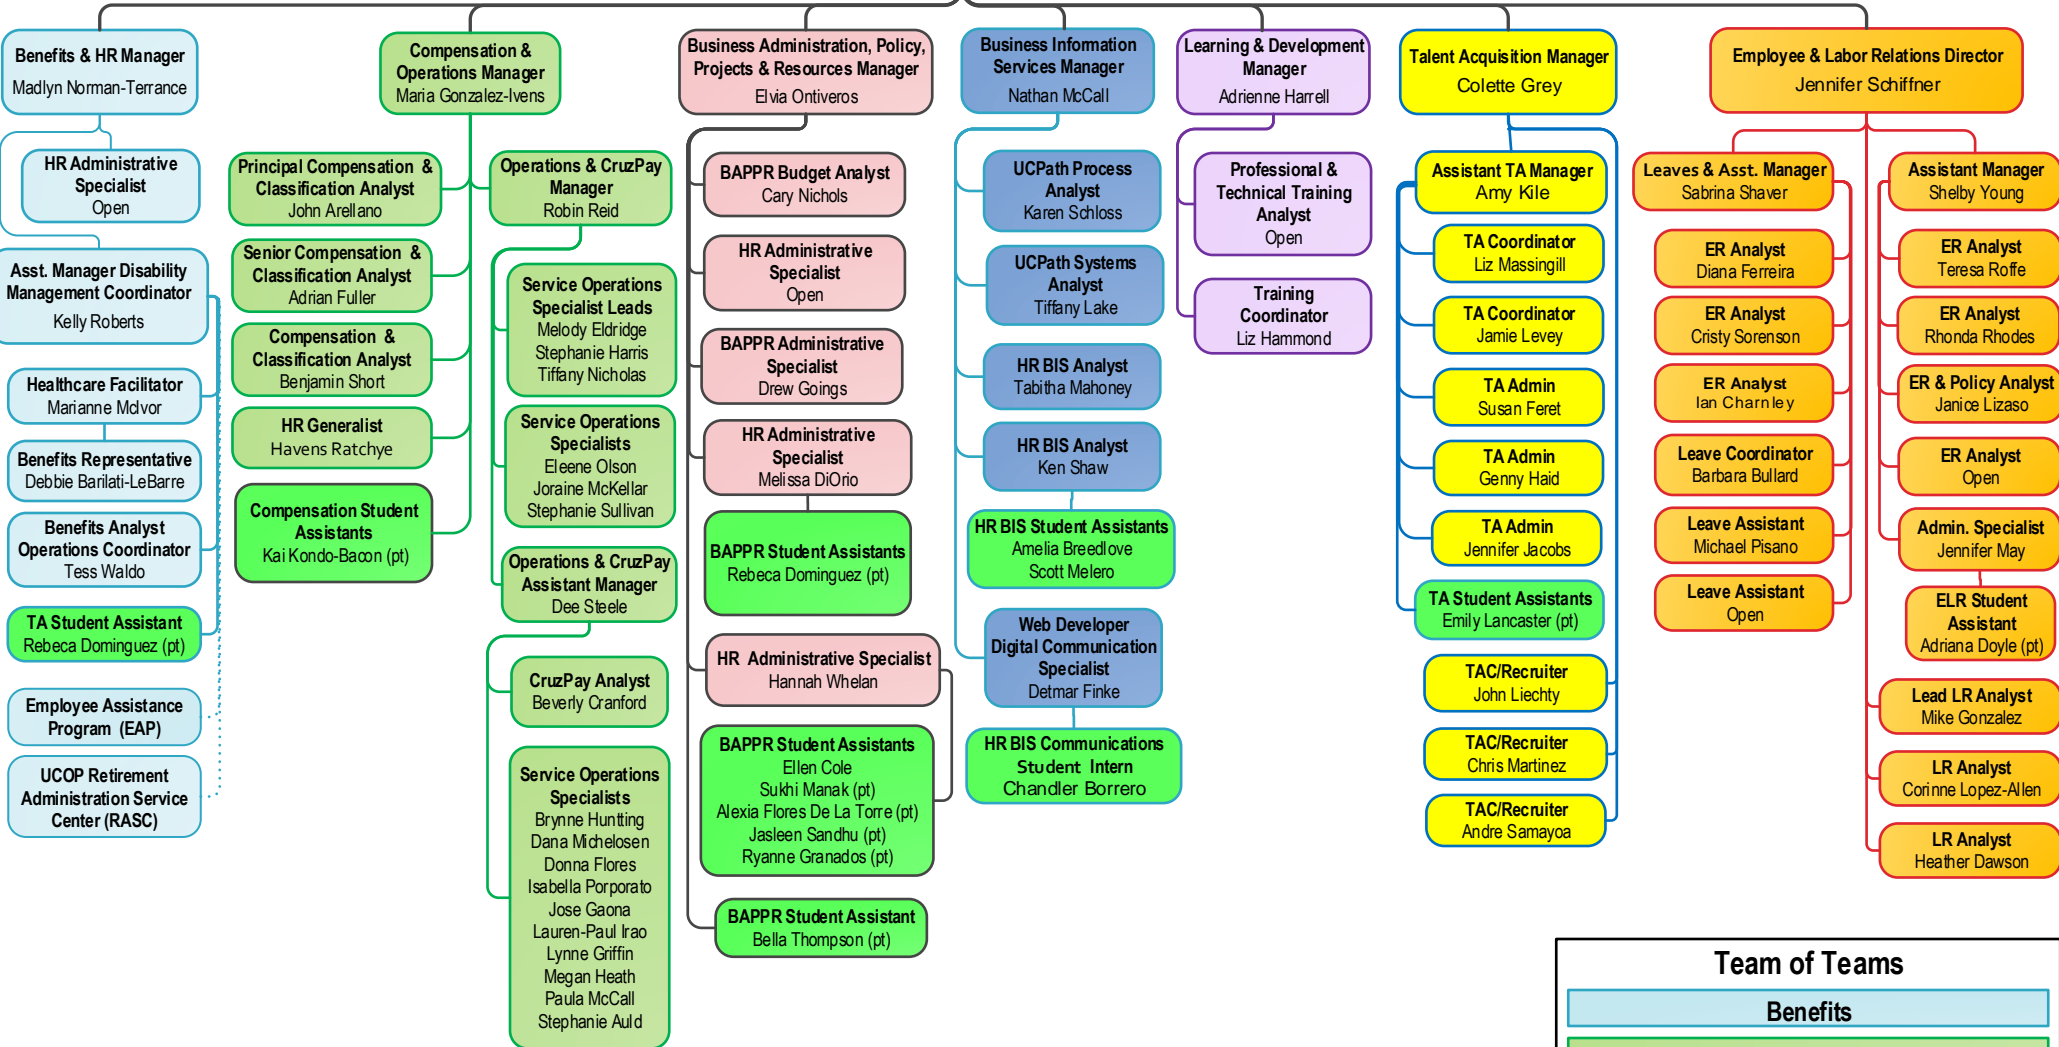 Benefits & HR Manager
Madlyn Norman-Terrance
HR Administrative
Specialist
Open
Asst. Manager Disability
Management Coordinator
Kelly Roberts
Healthcare Facilitator
Marianne McIvor
Benefits Representative
Debbie Barilati-LeBarre
Benefits Analyst
Operations Coordinator
Tess Waldo
TA Student Assistant
Rebeca Dominguez (pt)
Employee Assistance
Program (EAP)
UCOP Retirement
Administration Service
Center (RASC)
Compensation &
Operations Manager
Maria Gonzalez-Ivens
Principal Compensation &
Classification Analyst
John Arellano
Senior Compensation &
Classification Analyst
Adrian Fuller
Compensation &
Classification Analyst
Benjamin Short
HR Generalist
Havens Ratchye
Compensation Student
Assistants
Kai Kondo-Bacon (pt)
Operations & CruzPay
Manager
Robin Reid
Service Operations
Specialist Leads
Melody Eldridge
Stephanie Harris
Tiffany Nicholas
Service Operations
Specialists
Eleene Olson
Joraine McKellar
Stephanie Sullivan
Operations & CruzPay
Assistant Manager
Dee Steele
CruzPay Analyst
Beverly Cranford
Service Operations
Specialists
Brynne Huntting
Dana Michelosen
Donna Flores
Isabella Porporato
Jose Gaona
Lauren-Paul Irao
Lynne Griffin
Megan Heath
Paula McCall
Stephanie Auld
Business Administration, Policy,
Projects & Resources Manager
Elvia Ontiveros
BAPPR Budget Analyst
Cary Nichols
HR Administrative
Specialist
Open
BAPPR Administrative
Specialist
Drew Goings
HR Administrative
Specialist
Melissa DiOrio
BAPPR Student Assistants
Rebeca Dominguez (pt)
HR Administrative Specialist
Hannah Whelan
BAPPR Student Assistants
Ellen Cole
Sukhi Manak (pt)
Alexia Flores De La Torre (pt)
Jasleen Sandhu (pt)
Ryanne Granados (pt)
BAPPR Student Assistant
Bella Thompson (pt)
Business Information
Services Manager
Nathan McCall
UCPath Process
Analyst
Karen Schloss
UCPath Systems
Analyst
Tiffany Lake
HR BIS Analyst
Tabitha Mahoney
HR BIS Analyst
Ken Shaw
HR BIS Student Assistants
Amelia Breedlove
Scott Melero
Web Developer
Digital Communication
Specialist
Detmar Finke
HR BIS Communications
Student Intern
Chandler Borrero
Learning & Development
Manager
Adrienne Harrell
Professional &
Technical Training
Analyst
Open
Training
Coordinator
Liz Hammond
Talent Acquisition Manager
Colette Grey
Assistant TA Manager
Amy Kile
TA Coordinator
Liz Massingill
TA Coordinator
Jamie Levey
TA Admin
Susan Feret
TA Admin
Genny Haid
TA Admin
Jennifer Jacobs
TA Student Assistants
Emily Lancaster (pt)
TAC/Recruiter
John Liechty
TAC/Recruiter
Chris Martinez
TAC/Recruiter
Andre Samayoa
Employee & Labor Relations Director
Jennifer Schiffner
Leaves & Asst. Manager
Sabrina Shaver
ER Analyst
Diana Ferreira
ER Analyst
Cristy Sorenson
ER Analyst
Ian Charnley
Leave Coordinator
Barbara Bullard
Leave Assistant
Michael Pisano
Leave Assistant
Open
Assistant Manager
Shelby Young
ER Analyst
Teresa Roffe
ER Analyst
Rhonda Rhodes
ER & Policy Analyst
Janice Lizaso
ER Analyst
Open
Admin. Specialist
Jennifer May
ELR Student
Assistant
Adriana Doyle (pt)
Lead LR Analyst
Mike Gonzalez
LR Analyst
Corinne Lopez-Allen
LR Analyst
Heather Dawson
Team of Teams
Benefits